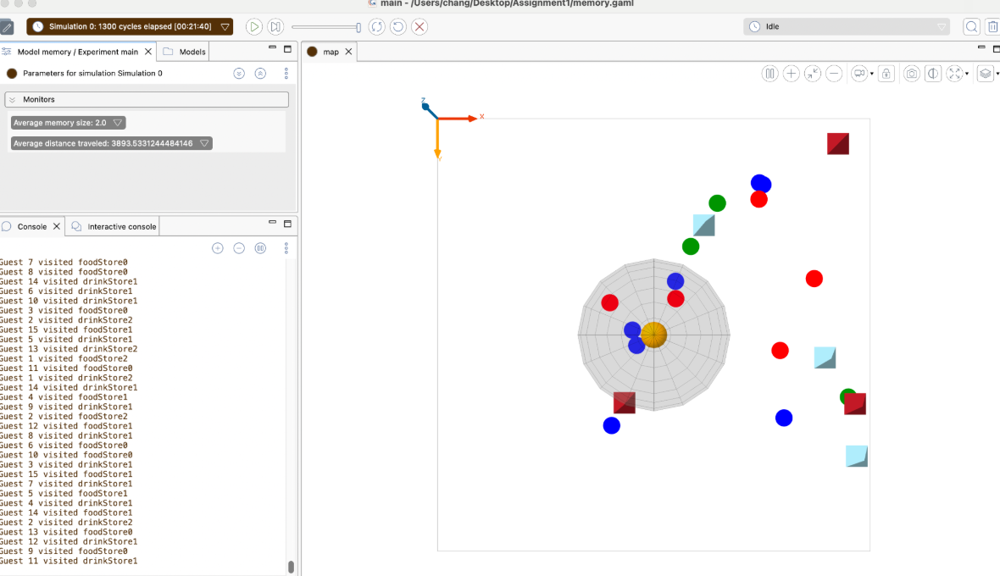 main - /Users/chang/Desktop/Assignment1/memory.gaml
Simulation 0: 1300 cycles elapsed [00:21:40]
Idle
Model memory / Experiment main
Models
map
Parameters for simulation Simulation 0
Monitors
Average memory size: 2.0
Average distance traveled: 3893.5331244484146
Z
X
Y
Console
Interactive console
Guest 7 visited foodStore0
Guest 8 visited foodStore0
Guest 14 visited drinkStore1
Guest 6 visited drinkStore1
Guest 10 visited drinkStore1
Guest 3 visited foodStore0
Guest 2 visited drinkStore2
Guest 15 visited foodStore1
Guest 5 visited drinkStore1
Guest 13 visited drinkStore2
Guest 1 visited foodStore2
Guest 11 visited foodStore0
Guest 1 visited drinkStore2
Guest 14 visited drinkStore1
Guest 4 visited foodStore1
Guest 9 visited drinkStore1
Guest 2 visited foodStore2
Guest 12 visited foodStore1
Guest 8 visited drinkStore1
Guest 6 visited foodStore0
Guest 10 visited foodStore0
Guest 3 visited drinkStore1
Guest 15 visited foodStore1
Guest 7 visited drinkStore1
Guest 5 visited foodStore1
Guest 4 visited drinkStore1
Guest 14 visited foodStore1
Guest 2 visited drinkStore2
Guest 13 visited foodStore0
Guest 12 visited drinkStore1
Guest 9 visited foodStore0
Guest 11 visited drinkStore1